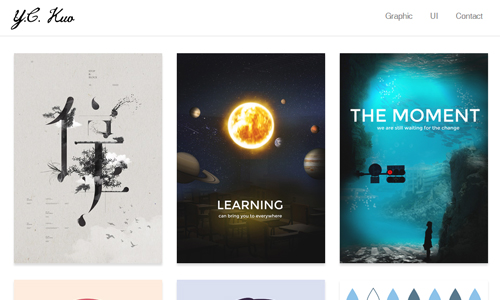 Y.C. Kuo
Graphic
UI
Contact
LEARNING
can bring you to everywhere
THE MOMENT
we are still waiting for the change